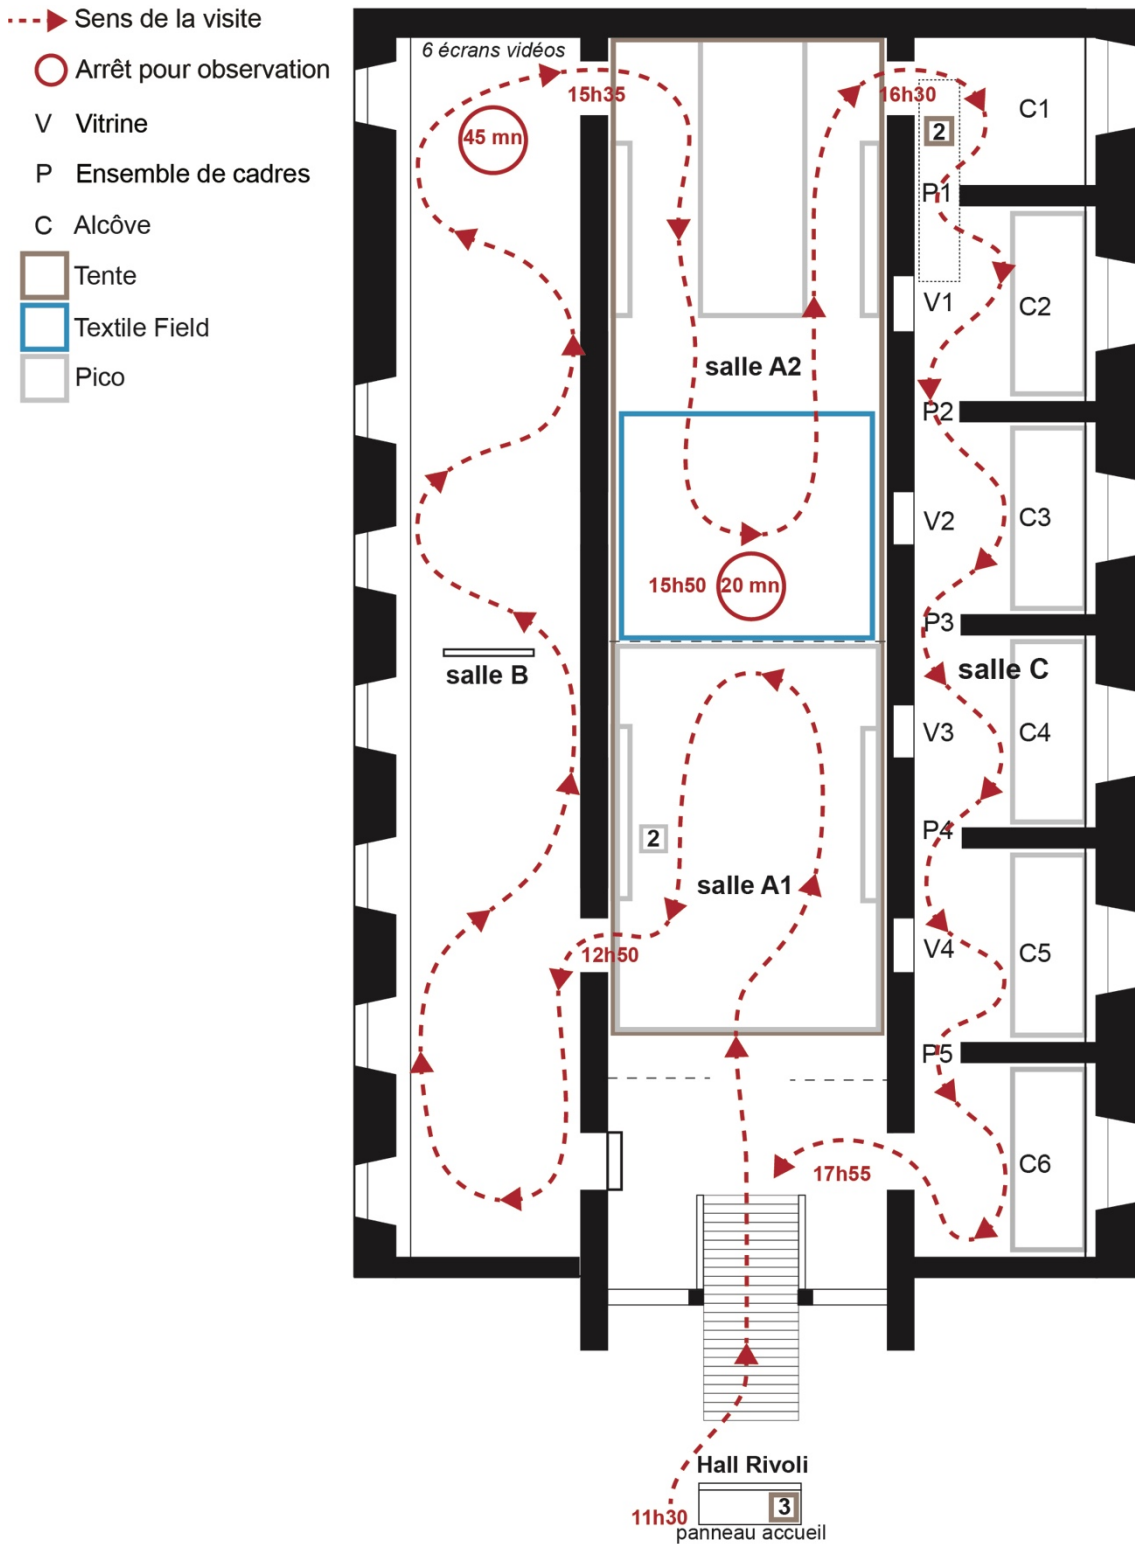 Sens de la visite
Arrêt pour observation
V Vitrine
P Ensemble de cadres
C Alcôve
Tente
Textile Field
Pico
6 écrans vidéos
45 mn
15h35
16h30
2
C1
P1
V1
C2
salle A2
P2
V2
C3
15h50
20 mn
P3
salle B
salle C
V3
C4
2
P4
salle A1
12h50
V4
C5
P5
17h55
C6
Hall Rivoli
11h30
3
panneau accueil